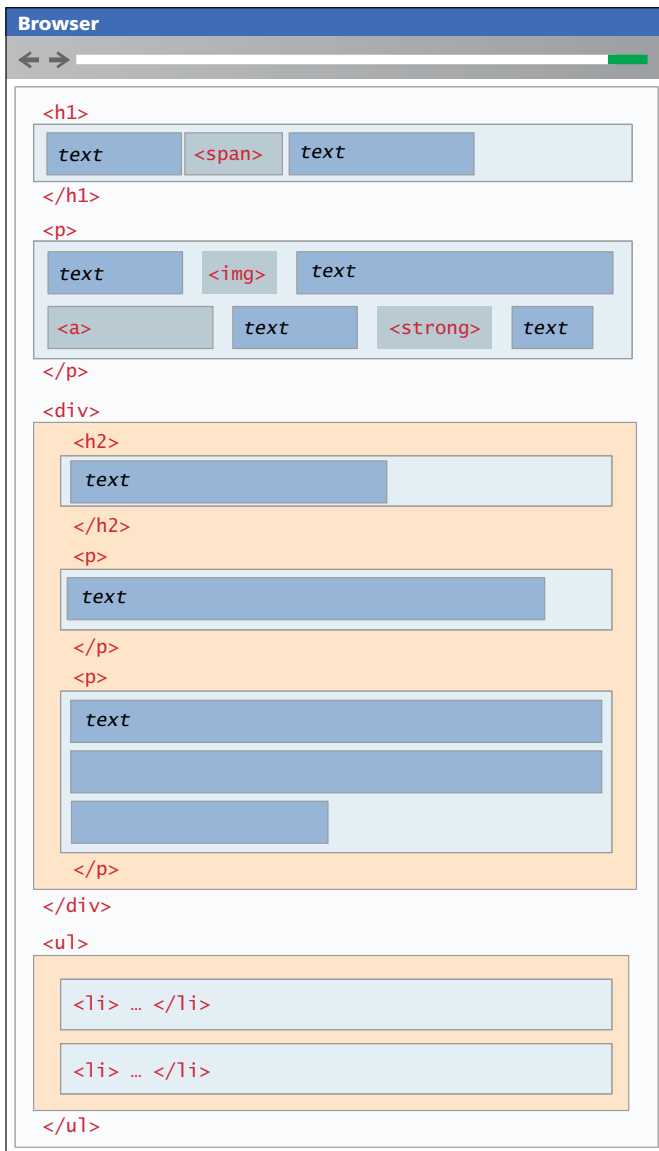 Browser
<h1>
text <span> text
</h1>
<p>
text <img> text
<a> text <strong> text
</p>
<div>
<h2>
text
</h2>
<p>
text
</p>
<p>
text
</p>
</div>
<ul>
<li> … </li>
<li> … </li>
</ul>